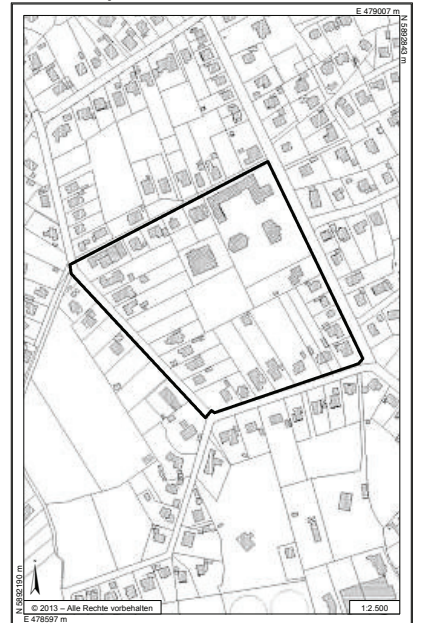 E 479007 m
N 5892843 m
N 5892190 m
© 2013 – Alle Rechte vorbehalten
1:2.500
E 478597 m